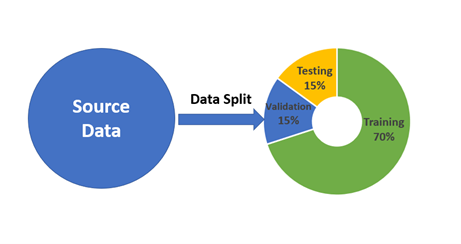 Source
Data
Data Split
Testing
15%
Validation
15%
Training
70%